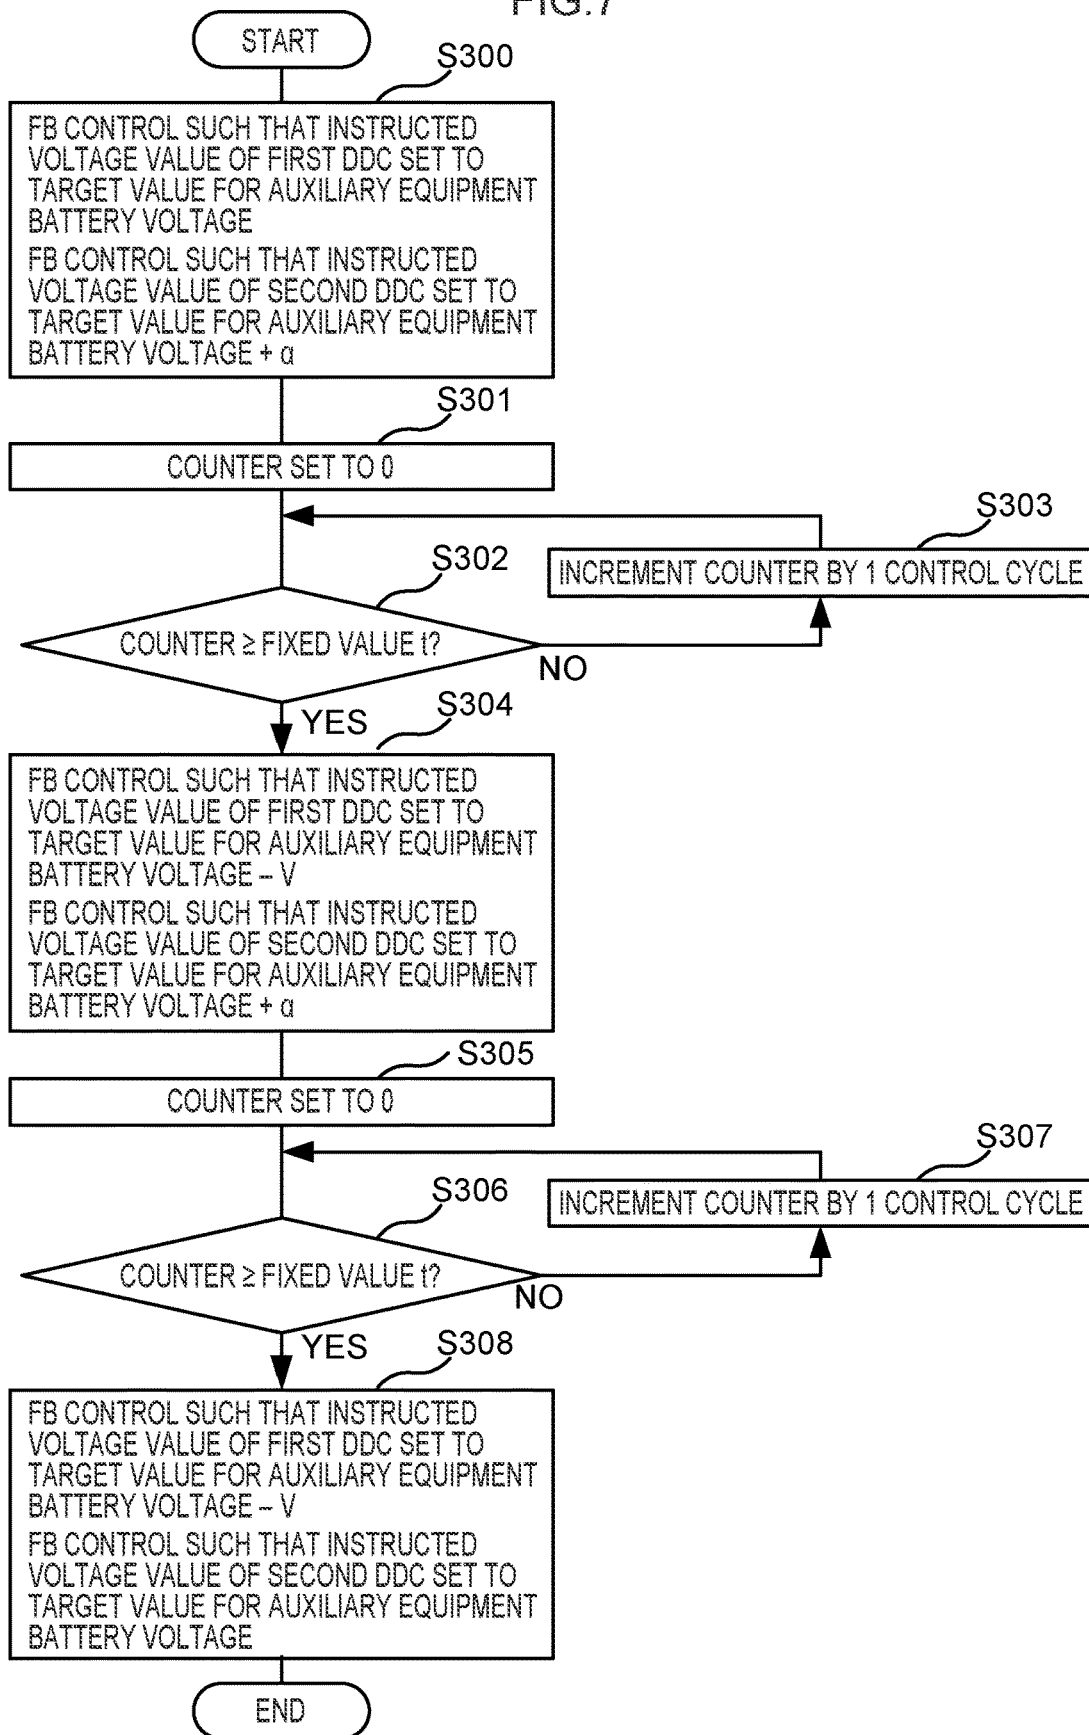 FIG.7
START
S300
FB CONTROL SUCH THAT INSTRUCTED
VOLTAGE VALUE OF FIRST DDC SET TO
TARGET VALUE FOR AUXILIARY EQUIPMENT
BATTERY VOLTAGE
FB CONTROL SUCH THAT INSTRUCTED
VOLTAGE VALUE OF SECOND DDC SET TO
TARGET VALUE FOR AUXILIARY EQUIPMENT
BATTERY VOLTAGE + α
S301
COUNTER SET TO 0
S303
INCREMENT COUNTER BY 1 CONTROL CYCLE
S302
COUNTER ≥ FIXED VALUE t?
NO
YES
S304
FB CONTROL SUCH THAT INSTRUCTED
VOLTAGE VALUE OF FIRST DDC SET TO
TARGET VALUE FOR AUXILIARY EQUIPMENT
BATTERY VOLTAGE – V
FB CONTROL SUCH THAT INSTRUCTED
VOLTAGE VALUE OF SECOND DDC SET TO
TARGET VALUE FOR AUXILIARY EQUIPMENT
BATTERY VOLTAGE + α
S305
COUNTER SET TO 0
S307
INCREMENT COUNTER BY 1 CONTROL CYCLE
S306
COUNTER ≥ FIXED VALUE t?
NO
YES
S308
FB CONTROL SUCH THAT INSTRUCTED
VOLTAGE VALUE OF FIRST DDC SET TO
TARGET VALUE FOR AUXILIARY EQUIPMENT
BATTERY VOLTAGE – V
FB CONTROL SUCH THAT INSTRUCTED
VOLTAGE VALUE OF SECOND DDC SET TO
TARGET VALUE FOR AUXILIARY EQUIPMENT
BATTERY VOLTAGE
END